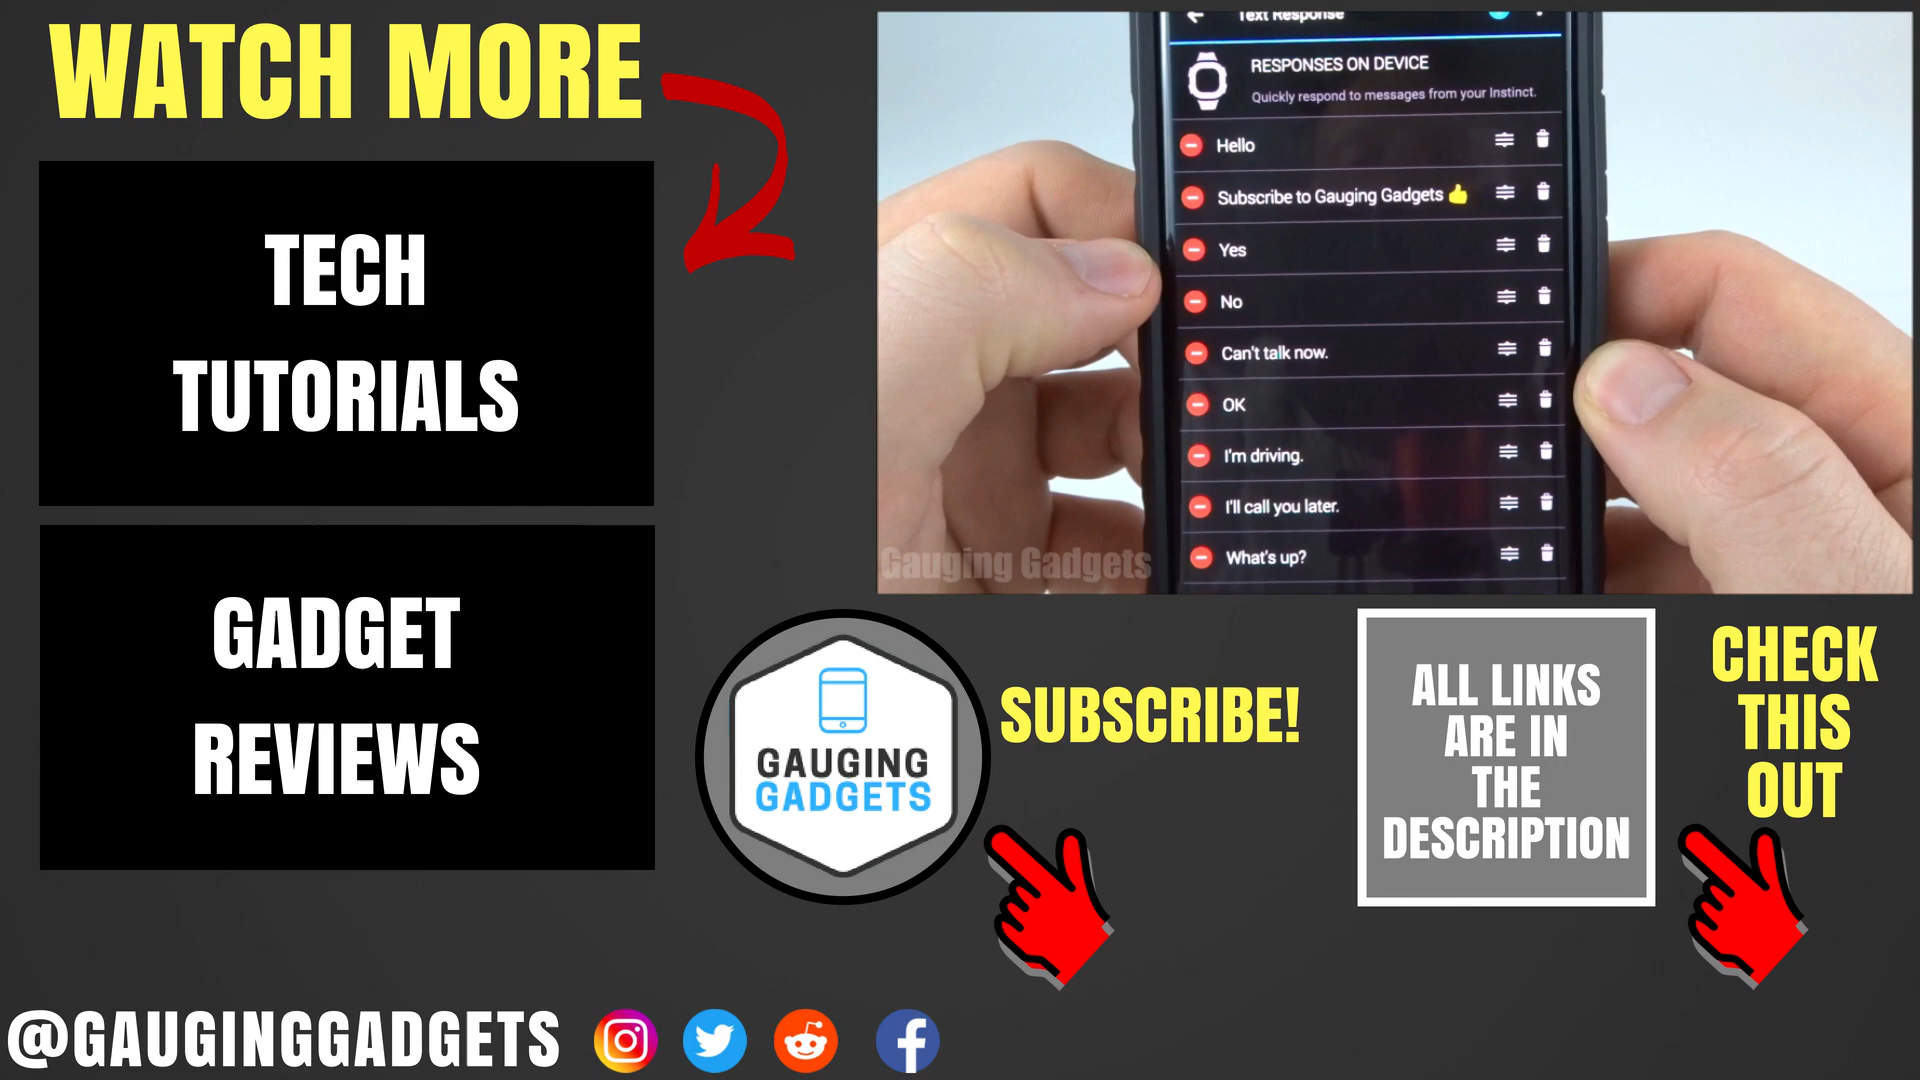 WATCH MORE
TECH
TUTORIALS
GADGET
REVIEWS
Text Response
RESPONSES ON DEVICE
Quickly respond to messages from your Instinct.
Hello
Subscribe to Gauging Gadgets 👍
Yes
No
Can't talk now.
OK
I'm driving.
I'll call you later.
What's up?
Gauging Gadgets
GAUGING
GADGETS
SUBSCRIBE!
ALL LINKS
ARE IN
THE
DESCRIPTION
CHECK
THIS
OUT
@GAUGINGGADGETS